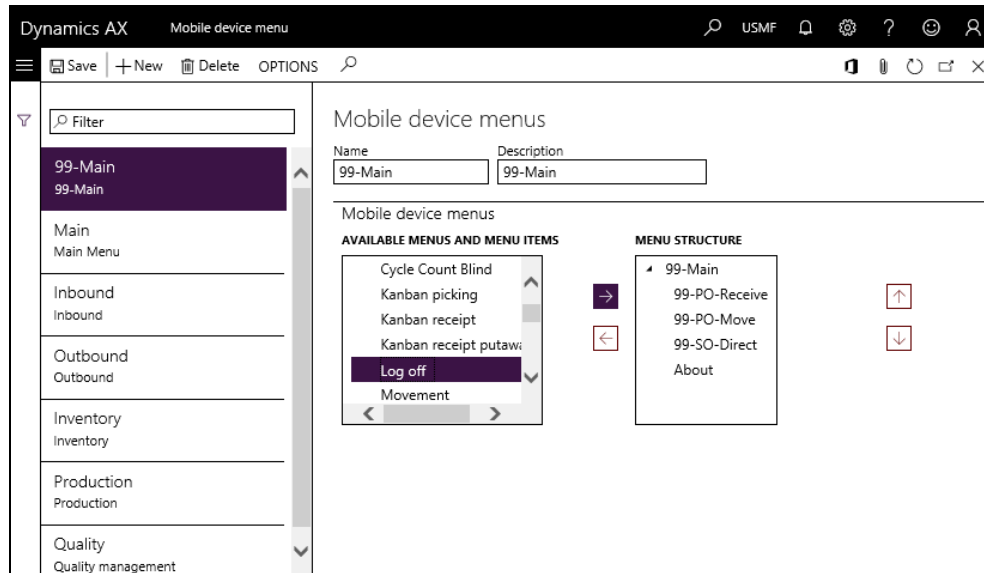 Dynamics AX Mobile device menu USMF
Save New Delete OPTIONS
Filter
99-Main
99-Main
Main
Main Menu
Inbound
Inbound
Outbound
Outbound
Inventory
Inventory
Production
Production
Quality
Quality management
Mobile device menus
Name Description
99-Main 99-Main
Mobile device menus
AVAILABLE MENUS AND MENU ITEMS
Cycle Count Blind
Kanban picking
Kanban receipt
Kanban receipt putawa
Log off
Movement
MENU STRUCTURE
99-Main
99-PO-Receive
99-PO-Move
99-SO-Direct
About